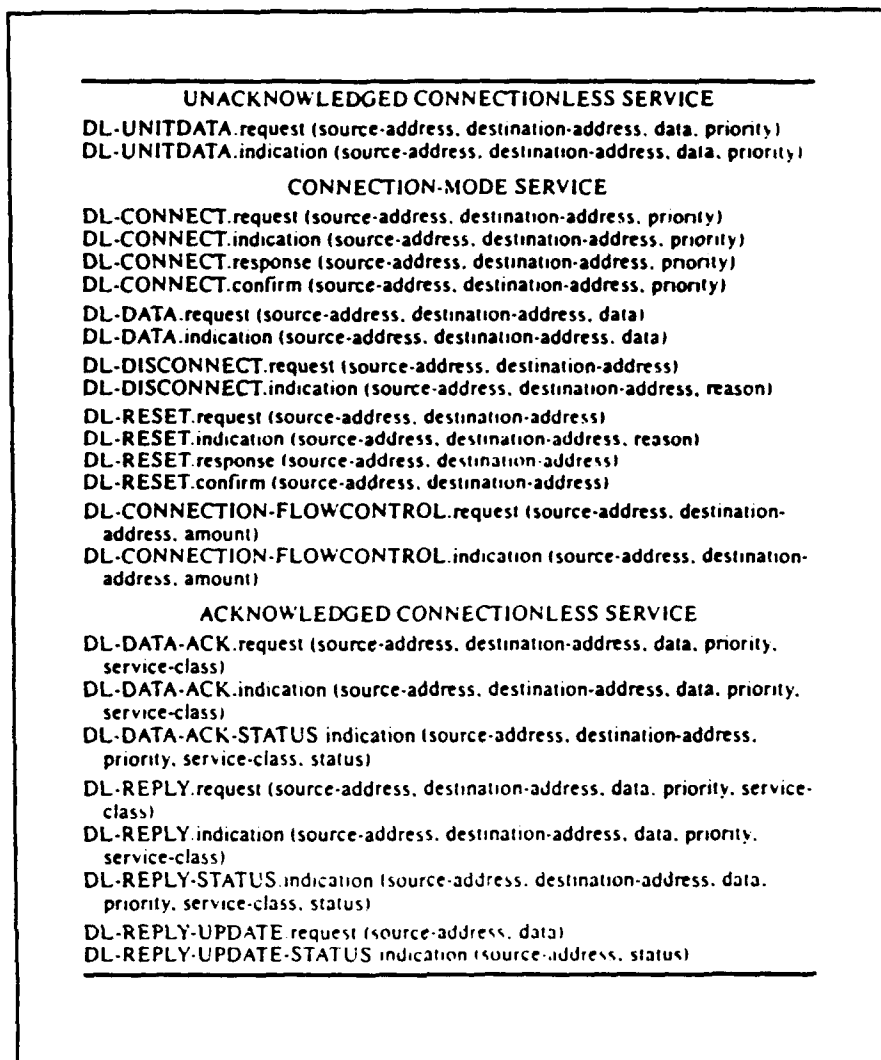 UNACKNOWLEDGED CONNECTIONLESS SERVICE
DL-UNITDATA.request (source-address, destination-address, data, priority)
DL-UNITDATA.indication (source-address, destination-address, data, priority)
CONNECTION-MODE SERVICE
DL-CONNECT.request (source-address, destination-address, priority)
DL-CONNECT.indication (source-address, destination-address, priority)
DL-CONNECT.response (source-address, destination-address, priority)
DL-CONNECT.confirm (source-address, destination-address, priority)
DL-DATA.request (source-address, destination-address, data)
DL-DATA.indication (source-address, destination-address, data)
DL-DISCONNECT.request (source-address, destination-address)
DL-DISCONNECT.indication (source-address, destination-address, reason)
DL-RESET.request (source-address, destination-address)
DL-RESET.indication (source-address, destination-address, reason)
DL-RESET.response (source-address, destination-address)
DL-RESET.confirm (source-address, destination-address)
DL-CONNECTION-FLOWCONTROL.request (source-address, destination-
address, amount)
DL-CONNECTION-FLOWCONTROL.indication (source-address, destination-
address, amount)
ACKNOWLEDGED CONNECTIONLESS SERVICE
DL-DATA-ACK.request (source-address, destination-address, data, priority,
service-class)
DL-DATA-ACK.indication (source-address, destination-address, data, priority,
service-class)
DL-DATA-ACK-STATUS indication (source-address, destination-address,
priority, service-class, status)
DL-REPLY.request (source-address, destination-address, data, priority, service-
class)
DL-REPLY.indication (source-address, destination-address, data, priority,
service-class)
DL-REPLY-STATUS.indication (source-address, destination-address, data,
priority, service-class, status)
DL-REPLY-UPDATE.request (source-address, data)
DL-REPLY-UPDATE-STATUS indication (source-address, status)